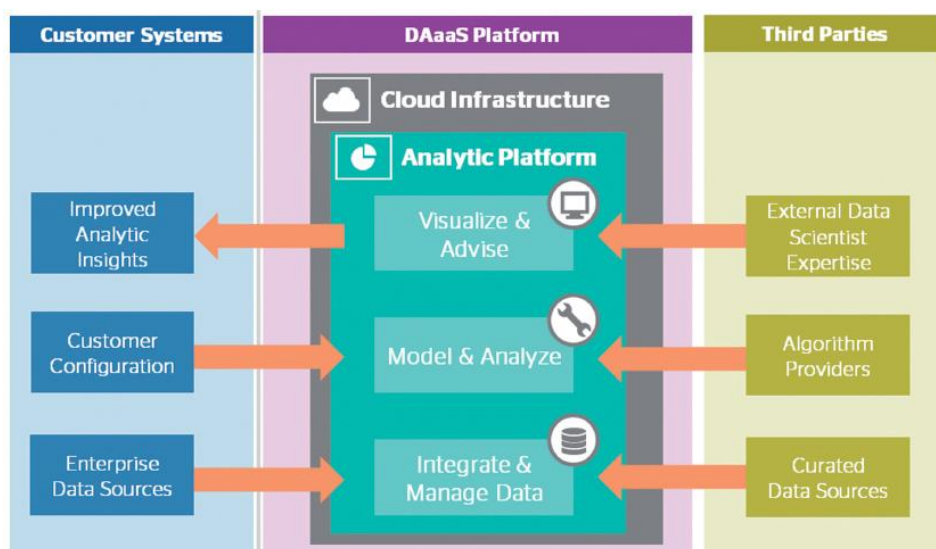 Customer Systems
DAaaS Platform
Third Parties
Cloud Infrastructure
Analytic Platform
Improved
Analytic
Insights
Visualize &
Advise
External Data
Scientist
Expertise
Customer
Configuration
Model & Analyze
Algorithm
Providers
Enterprise
Data Sources
Integrate &
Manage Data
Curated
Data Sources